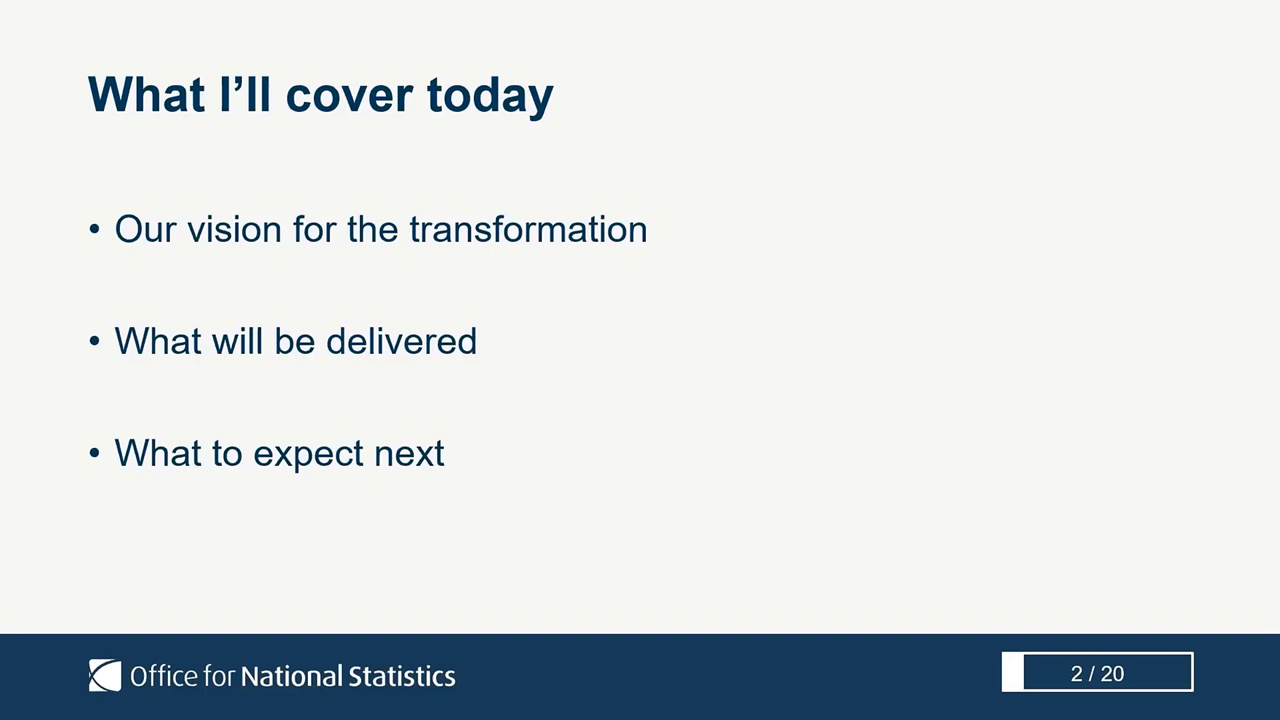 What I’ll cover today
• Our vision for the transformation
• What will be delivered
• What to expect next
Office for National Statistics
2 / 20